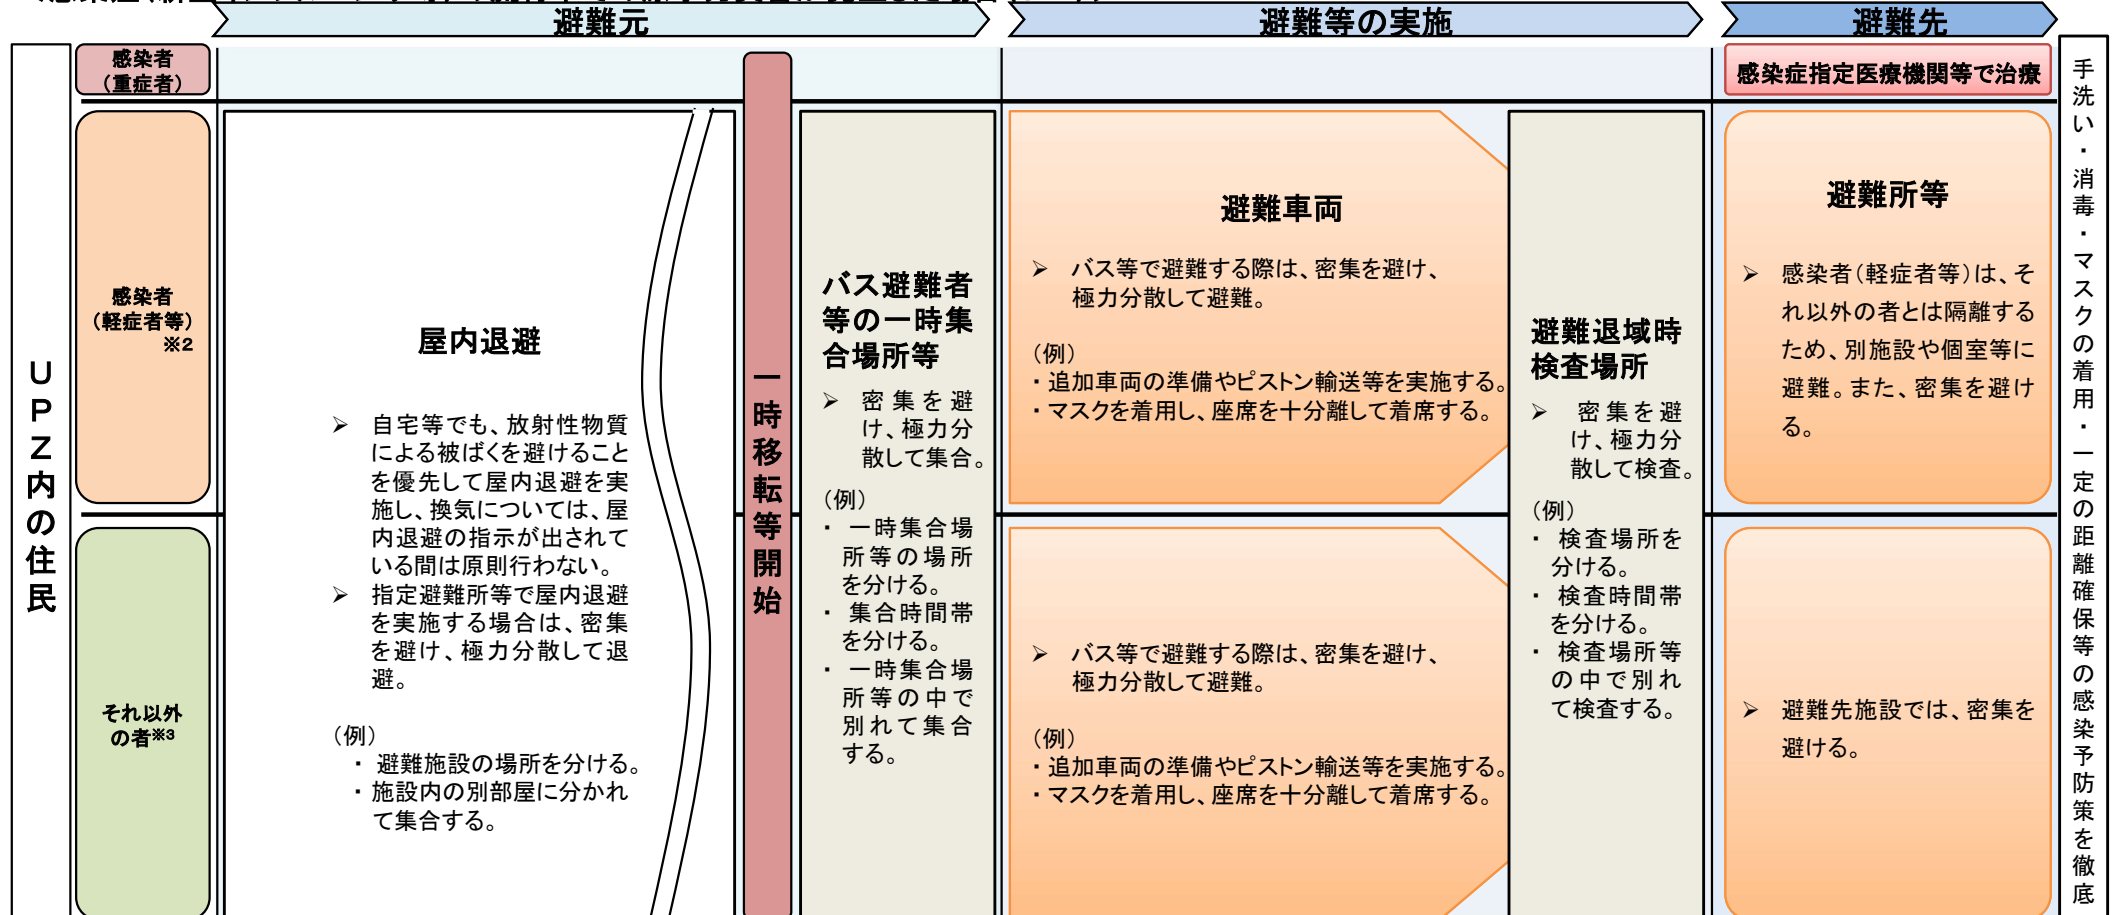 避難元
避難等の実施
避難先
UPZ内の住民
感染者
（重症者）
感染症指定医療機関等で治療
感染者
（軽症者等）
※2
それ以外
の者※3
屋内退避
➢ 自宅等でも、放射性物質
による被ばくを避けること
を優先して屋内退避を実
施し、換気については、屋
内退避の指示が出されて
いる間は原則行わない。
➢ 指定避難所等で屋内退避
を実施する場合は、密集
を避け、極力分散して退
避。
（例）
・ 避難施設の場所を分ける。
・ 施設内の別部屋に分かれ
て集合する。
一時移転等開始
バス避難者
等の一時集
合場所等
➢ 密集を避
け、極力分
散して集合。
（例）
・ 一時集合場
所等の場所
を分ける。
・ 集合時間帯
を分ける。
・ 一時集合場
所等の中で
別れて集合
する。
避難車両
➢ バス等で避難する際は、密集を避け、
極力分散して避難。
（例）
・追加車両の準備やピストン輸送等を実施する。
・マスクを着用し、座席を十分離して着席する。
➢ バス等で避難する際は、密集を避け、
極力分散して避難。
（例）
・追加車両の準備やピストン輸送等を実施する。
・マスクを着用し、座席を十分離して着席する。
避難退域時
検査場所
➢ 密集を避
け、極力分
散して検査。
（例）
・ 検査場所を
分ける。
・ 検査時間帯
を分ける。
・ 検査場所等
の中で別れ
て検査する。
避難所等
➢ 感染者（軽症者等）は、そ
れ以外の者とは隔離する
ため、別施設や個室等に
避難。また、密集を避け
る。
➢ 避難先施設では、密集を
避ける。
手洗い・消毒・マスクの着用・一定の距離確保等の感染予防策を徹底